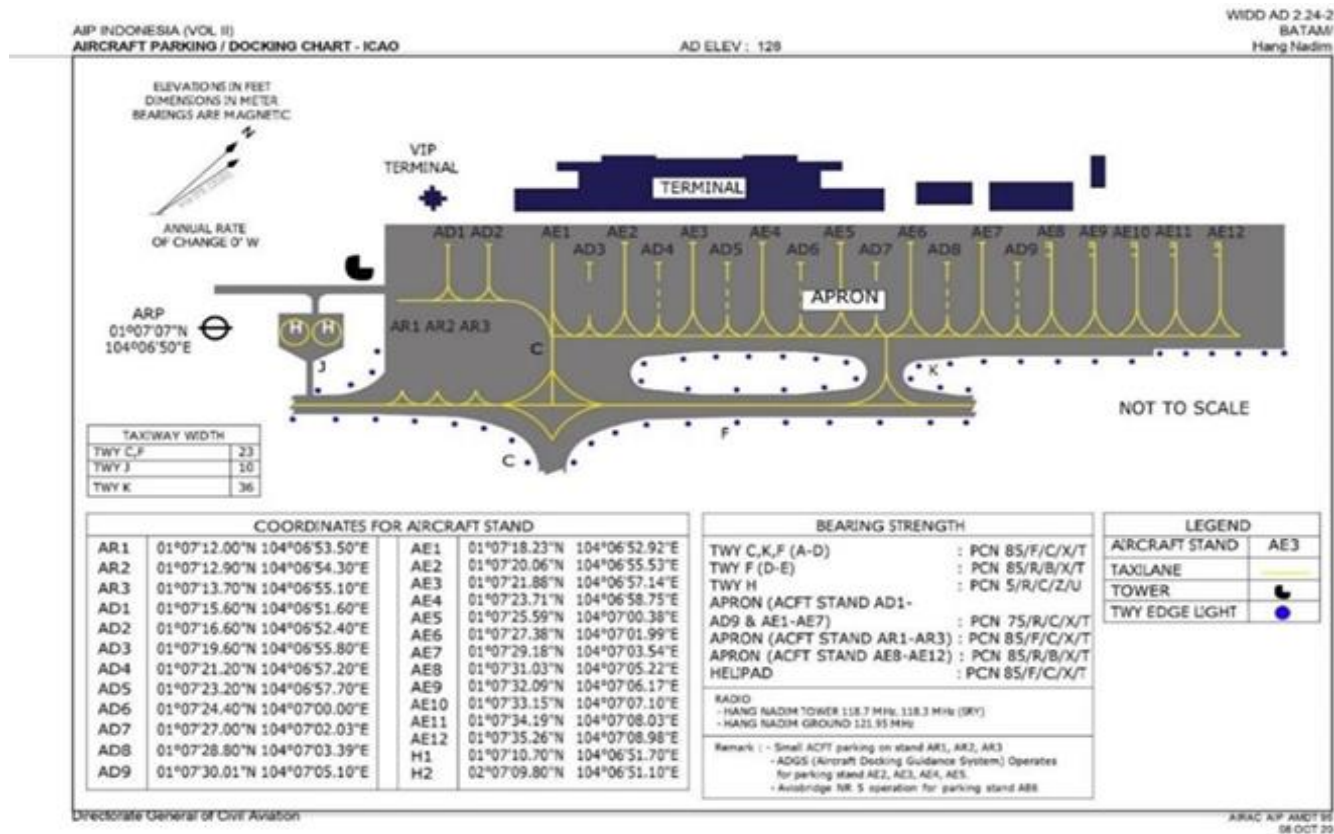 AIP INDONESIA (VOL II)
AIRCRAFT PARKING / DOCKING CHART - ICAO
AD ELEV : 126
WIDD AD 2.24-2
BATAM/
Hang Nadim
ELEVATIONS IN FEET
DIMENSIONS IN METER
BEARINGS ARE MAGNETIC
N
ANNUAL RATE
OF CHANGE 0° W
VIP
TERMINAL
TERMINAL
AD1 AD2 AE1 AE2 AE3 AE4 AE5 AE6 AE7 AE8 AE9 AE10 AE11 AE12
AD3 AD4 AD5 AD6 AD7 AD8 AD9
APRON
ARP
01°07'07"N
104°06'50"E
H H
AR1 AR2 AR3
C
J
K
F
C
NOT TO SCALE
TAXIWAY WIDTH
TWY C,F 23
TWY J 10
TWY K 36
COORDINATES FOR AIRCRAFT STAND
AR1 01°07'12.00"N 104°06'53.50"E
AR2 01°07'12.90"N 104°06'54.30"E
AR3 01°07'13.70"N 104°06'55.10"E
AD1 01°07'15.60"N 104°06'51.60"E
AD2 01°07'16.60"N 104°06'52.40"E
AD3 01°07'19.60"N 104°06'55.80"E
AD4 01°07'21.20"N 104°06'57.20"E
AD5 01°07'23.20"N 104°06'57.70"E
AD6 01°07'24.40"N 104°07'00.00"E
AD7 01°07'27.00"N 104°07'02.03"E
AD8 01°07'28.80"N 104°07'03.39"E
AD9 01°07'30.01"N 104°07'05.10"E
AE1 01°07'18.23"N 104°06'52.92"E
AE2 01°07'20.06"N 104°06'55.53"E
AE3 01°07'21.88"N 104°06'57.14"E
AE4 01°07'23.71"N 104°06'58.75"E
AE5 01°07'25.59"N 104°07'00.38"E
AE6 01°07'27.38"N 104°07'01.99"E
AE7 01°07'29.18"N 104°07'03.54"E
AE8 01°07'31.03"N 104°07'05.22"E
AE9 01°07'32.09"N 104°07'06.17"E
AE10 01°07'33.15"N 104°07'07.10"E
AE11 01°07'34.19"N 104°07'08.03"E
AE12 01°07'35.26"N 104°07'08.98"E
H1 01°07'10.70"N 104°06'51.70"E
H2 02°07'09.80"N 104°06'51.10"E
BEARING STRENGTH
TWY C,K,F (A-D) : PCN 85/F/C/X/T
TWY F (D-E) : PCN 85/R/B/X/T
TWY H : PCN 5/R/C/Z/U
APRON (ACFT STAND AD1-
AD9 & AE1-AE7) : PCN 75/R/C/X/T
APRON (ACFT STAND AR1-AR3) : PCN 85/F/C/X/T
APRON (ACFT STAND AE8-AE12) : PCN 85/R/B/X/T
HELIPAD : PCN 85/F/C/X/T
RADIO
- HANG NADIM TOWER 118.7 MHz, 118.3 MHz (SRY)
- HANG NADIM GROUND 121.95 MHz
Remark : - Small ACFT parking on stand AR1, AR2, AR3
- ADGS (Aircraft Docking Guidance System) Operates
for parking stand AE2, AE3, AE4, AE5.
- Aviobridge NR 5 operation for parking stand
LEGEND
AIRCRAFT STAND AE3
TAXILANE
TOWER
TWY EDGE LIGHT
Directorate General of Civil Aviation
AIRAC AIP AMDT
08 OCT 20